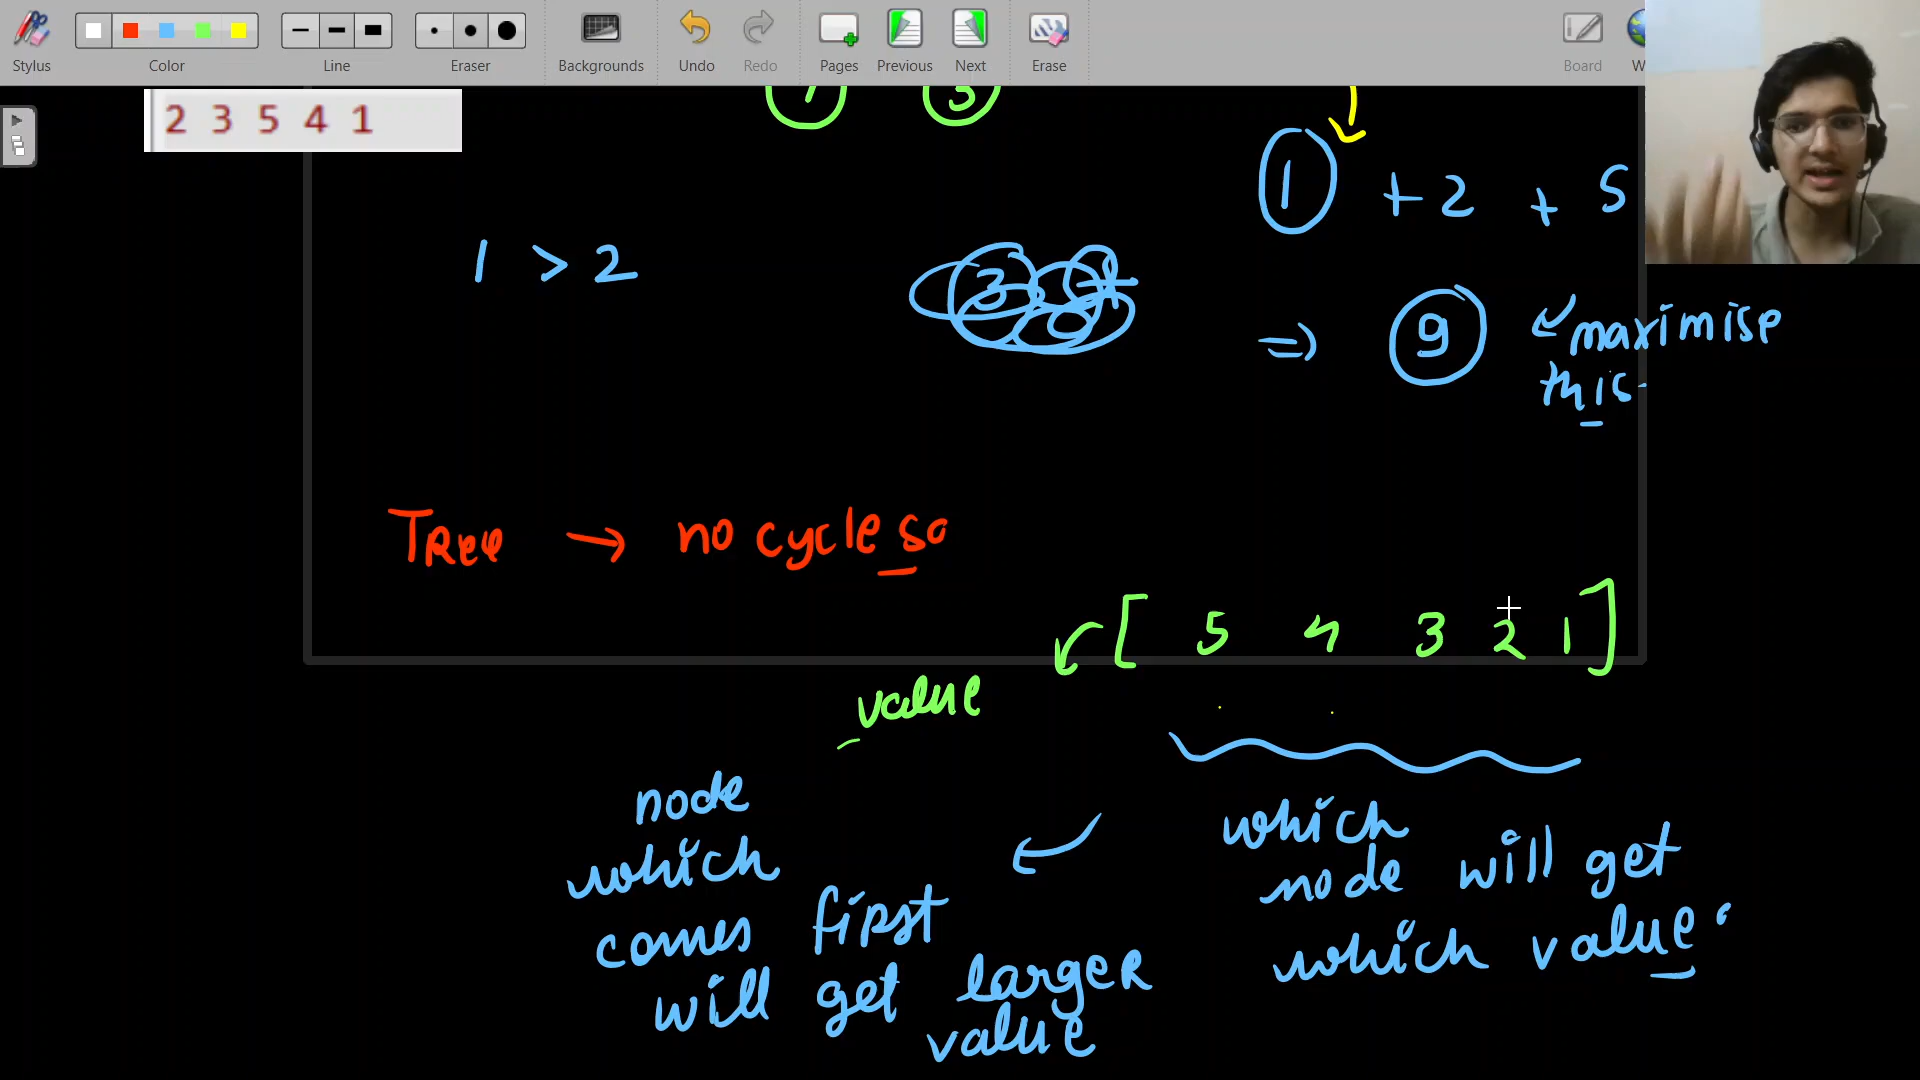 Stylus
Color
Line
Eraser
Backgrounds
Undo
Redo
Pages
Previous
Next
Erase
Board
W
2 3 5 4 1
1 + 2 + 5
1 > 2
⇒ 9 ↙ maximise
this
Tree → no cycle so
[ 5 4 3 2 1 ]
value
node
which
comes first
will get larger
value
which
node will get
which value